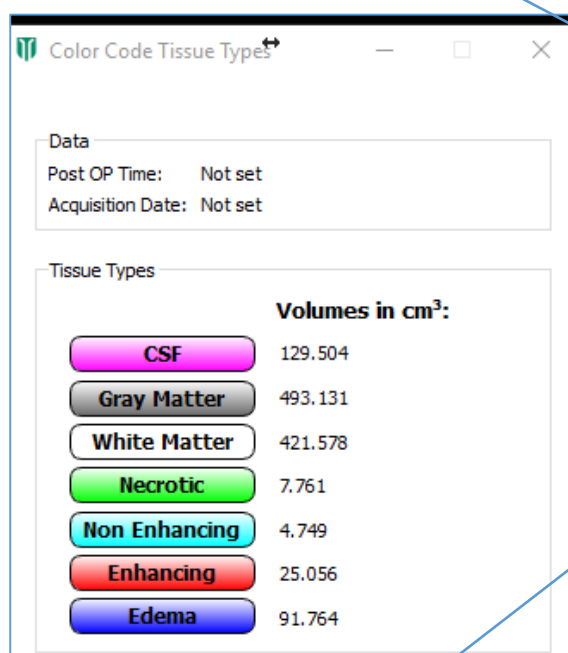 Color Code Tissue Types
Data
Post OP Time: Not set
Acquisition Date: Not set
Tissue Types
Volumes in cm³:
CSF 129.504
Gray Matter 493.131
White Matter 421.578
Necrotic 7.761
Non Enhancing 4.749
Enhancing 25.056
Edema 91.764